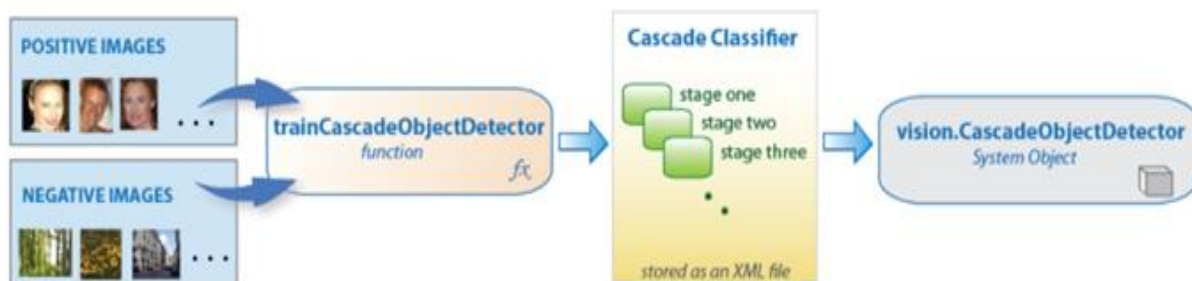 POSITIVE IMAGES
...
NEGATIVE IMAGES
...
trainCascadeObjectDetector
function
fx
Cascade Classifier
stage one
stage two
stage three
stored as an XML file
vision.CascadeObjectDetector
System Object